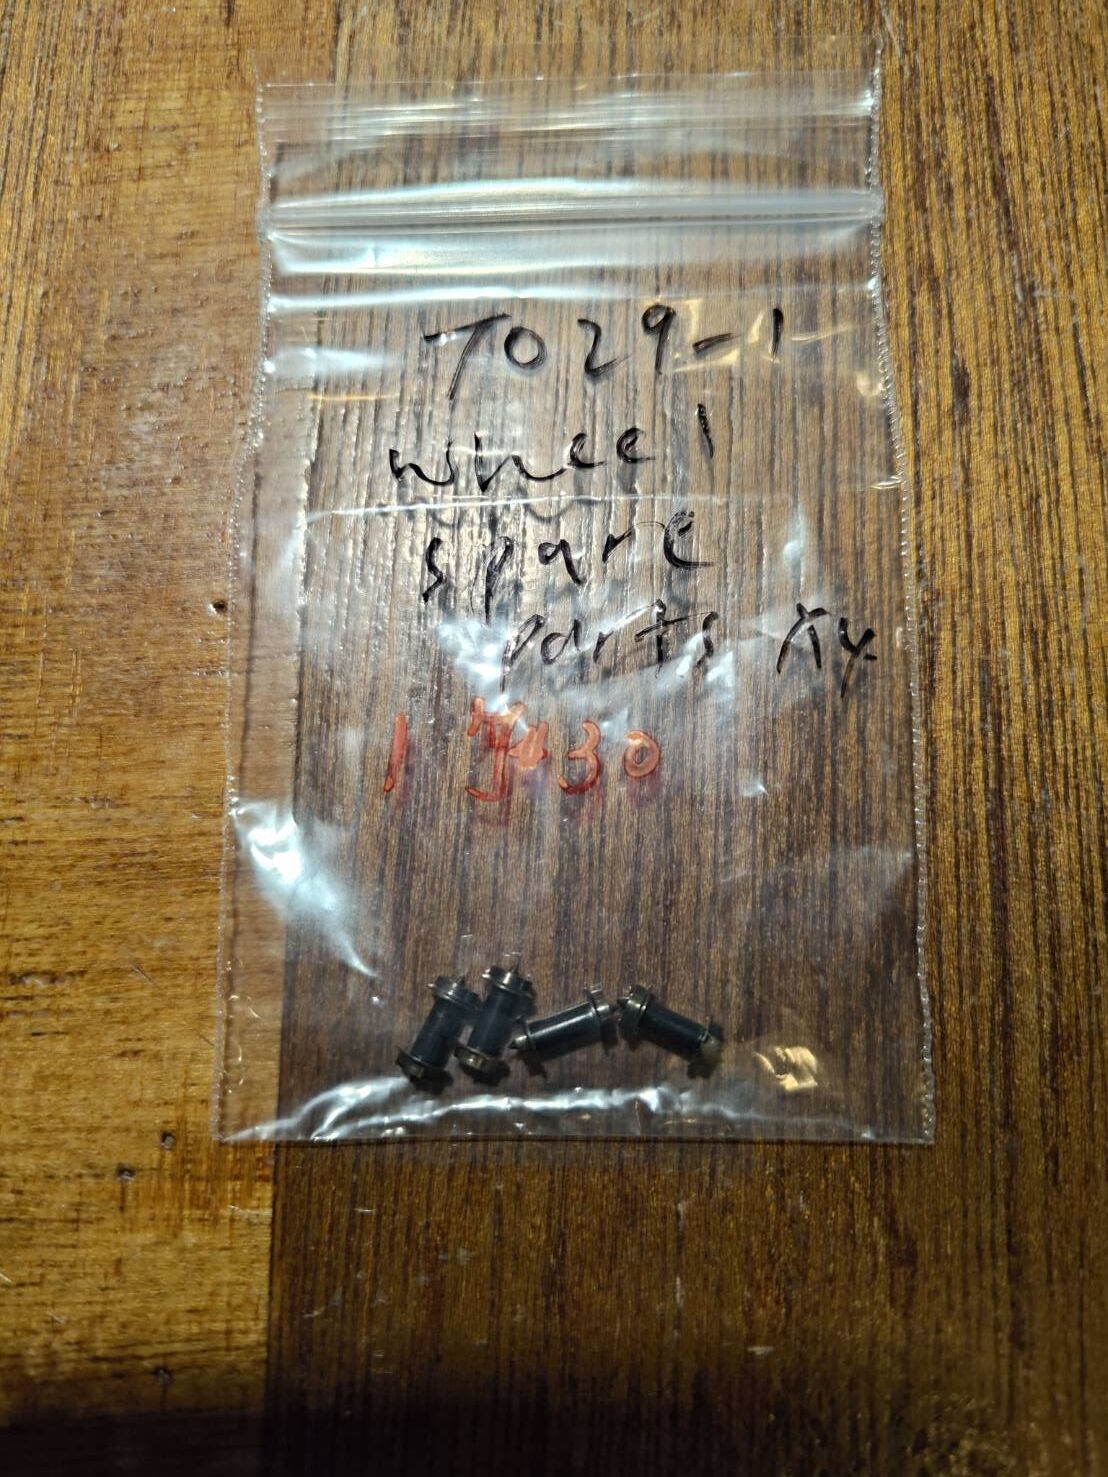 7029-1
wheel
spare
parts x4